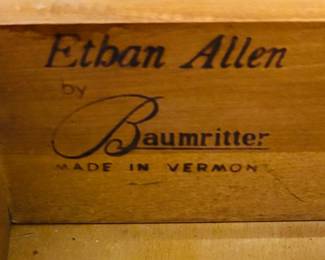 Ethan Allen
by
Baumritter
MADE IN VERMONT